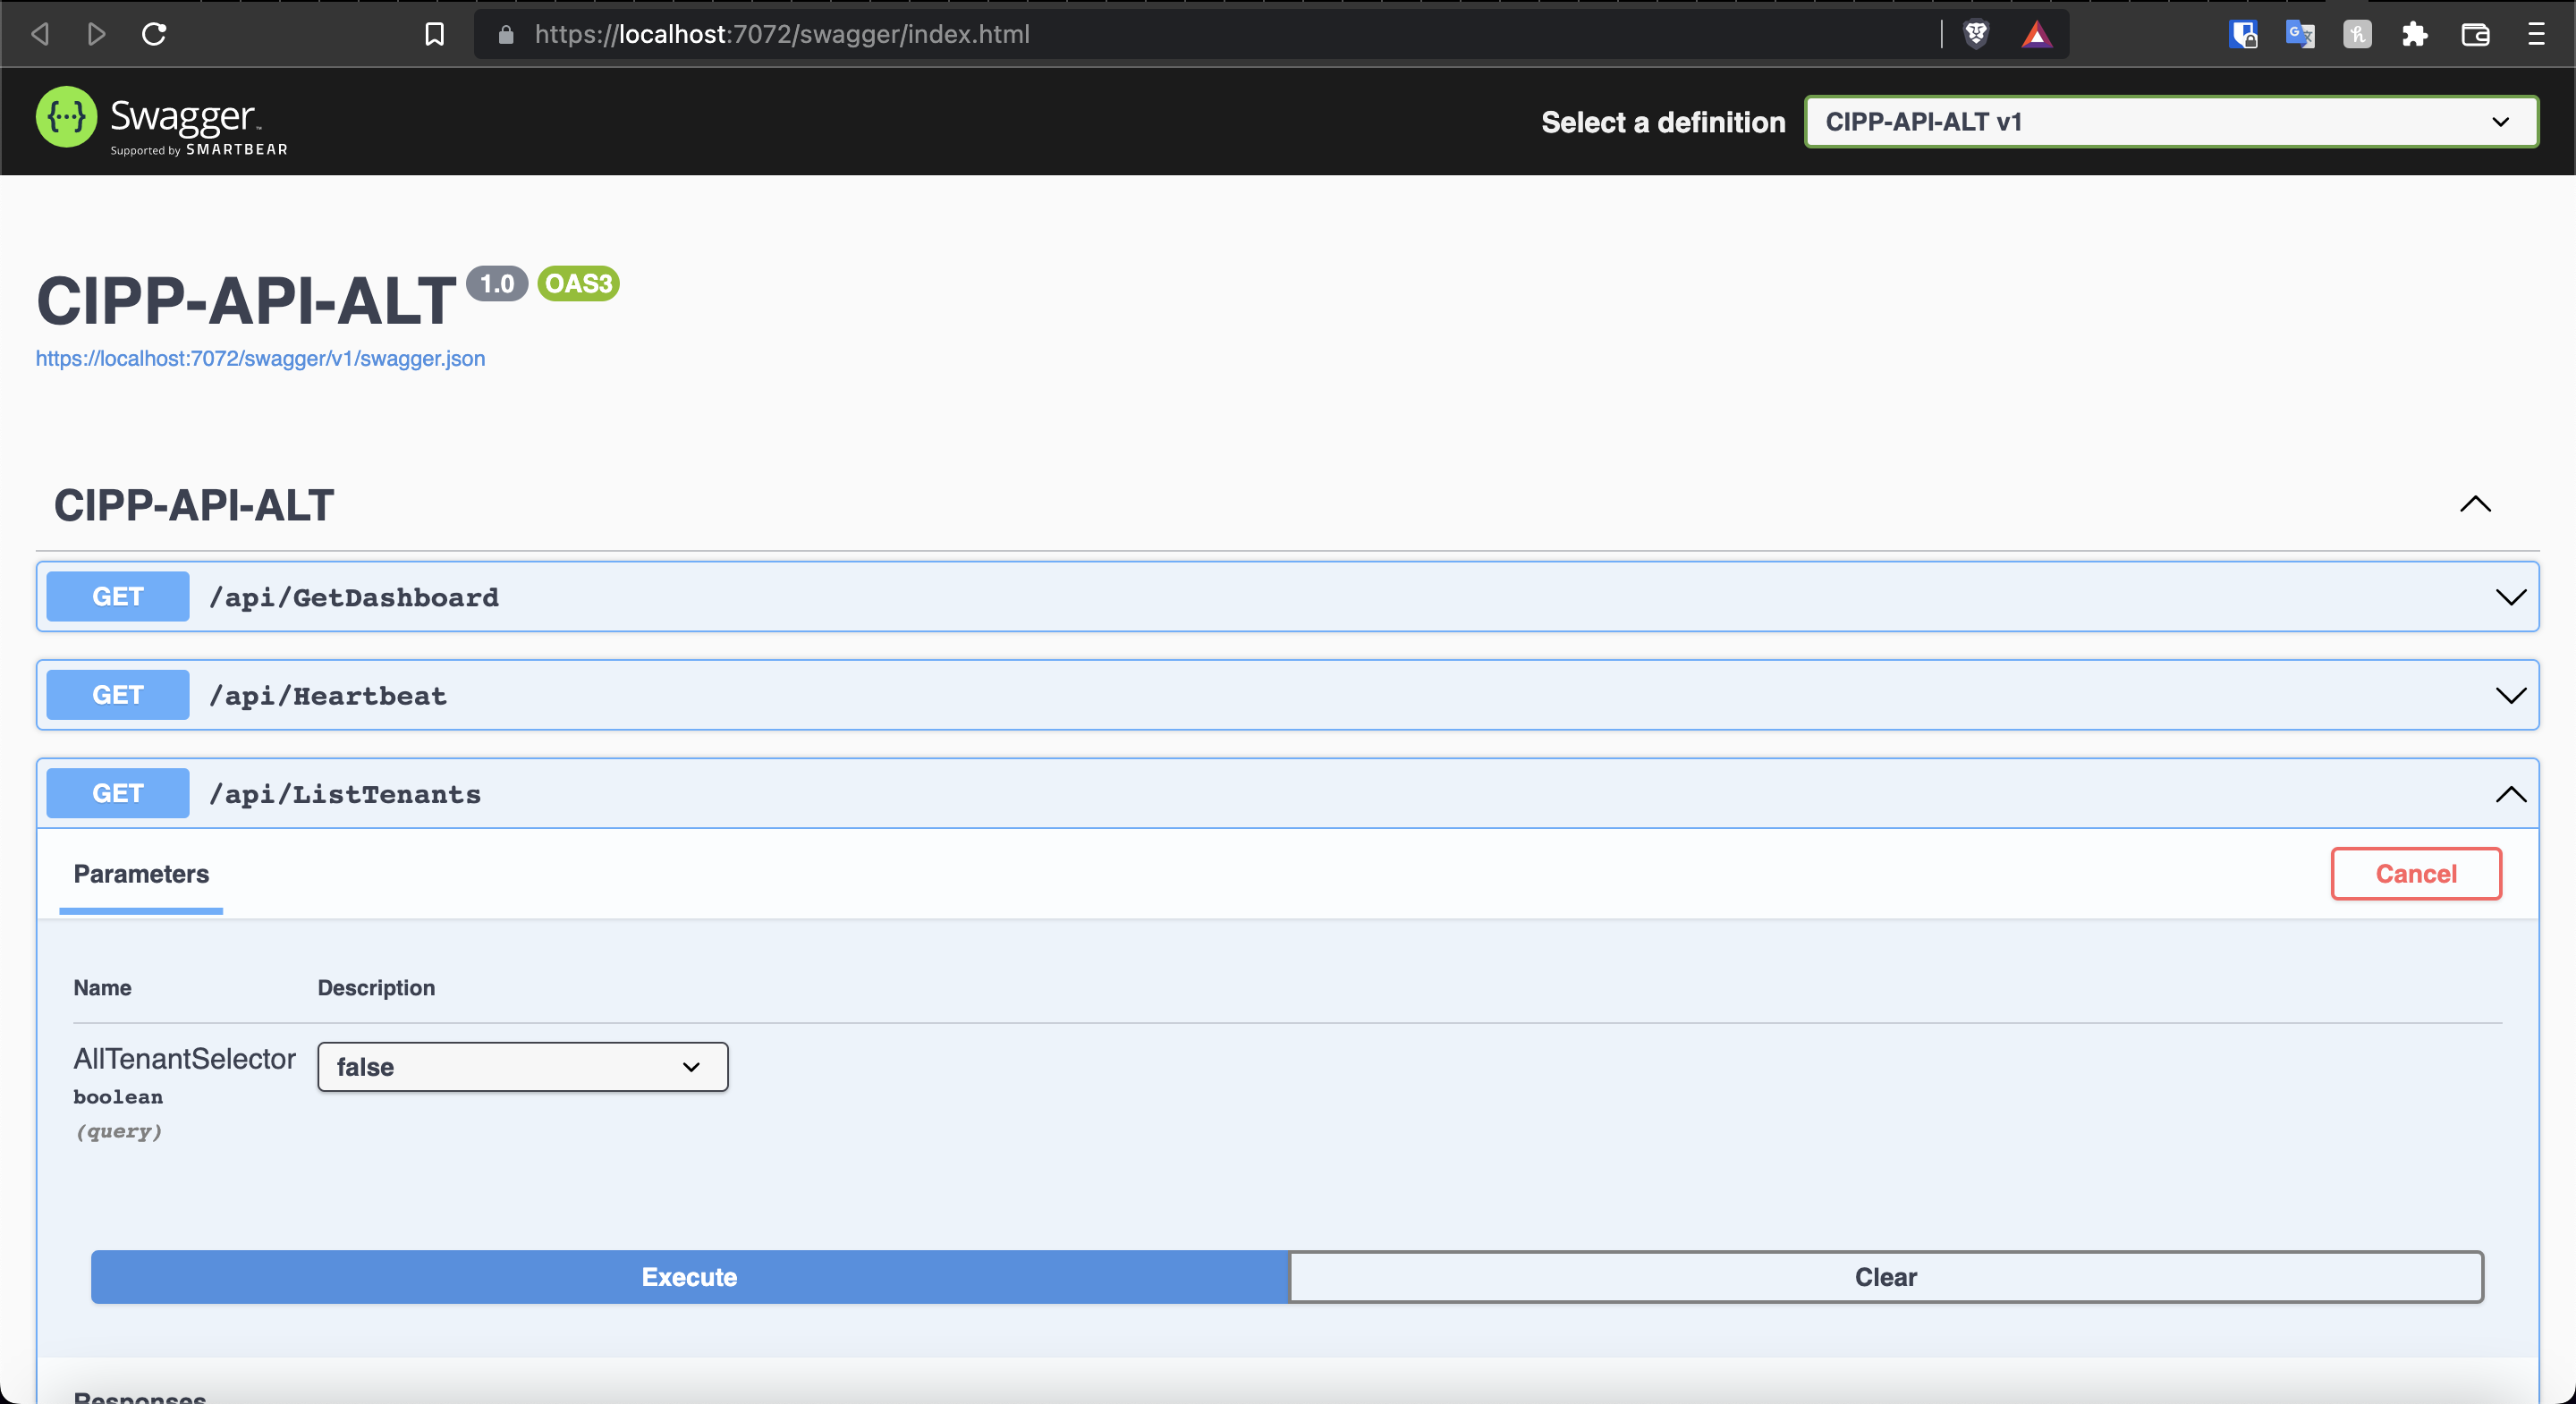 https://localhost:7072/swagger/index.html
{···} Swagger™
Supported by SMARTBEAR
Select a definition
CIPP-API-ALT v1
CIPP-API-ALT 1.0 OAS3
https://localhost:7072/swagger/v1/swagger.json
CIPP-API-ALT
GET /api/GetDashboard
GET /api/Heartbeat
GET /api/ListTenants
Parameters
Cancel
Name Description
AllTenantSelector
false
boolean
(query)
Execute
Clear
Responses